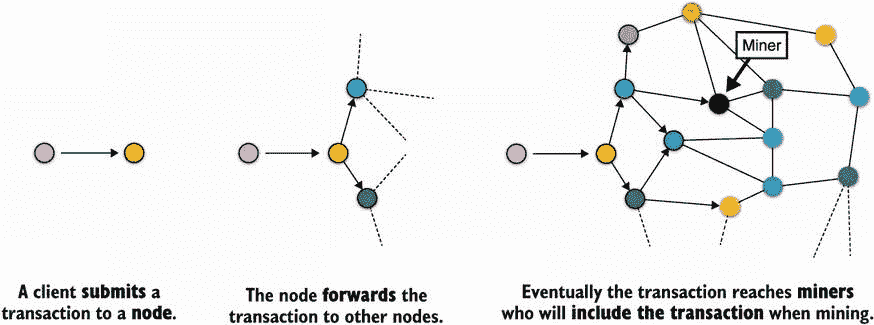 Miner
A client submits a
transaction to a node.
The node forwards the
transaction to other nodes.
Eventually the transaction reaches miners
who will include the transaction when mining.